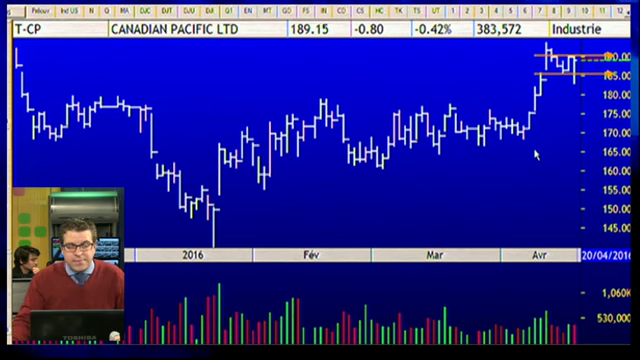 T-CP CANADIAN PACIFIC LTD 189.15 -0.80 -0.42% 383,572 Industrie
190.00
185.00
180.00
175.00
170.00
165.00
160.00
155.00
150.00
145.00
2016 Fév Mar Avr 20/04/2016
1,060K
530,000
TOSHIBA